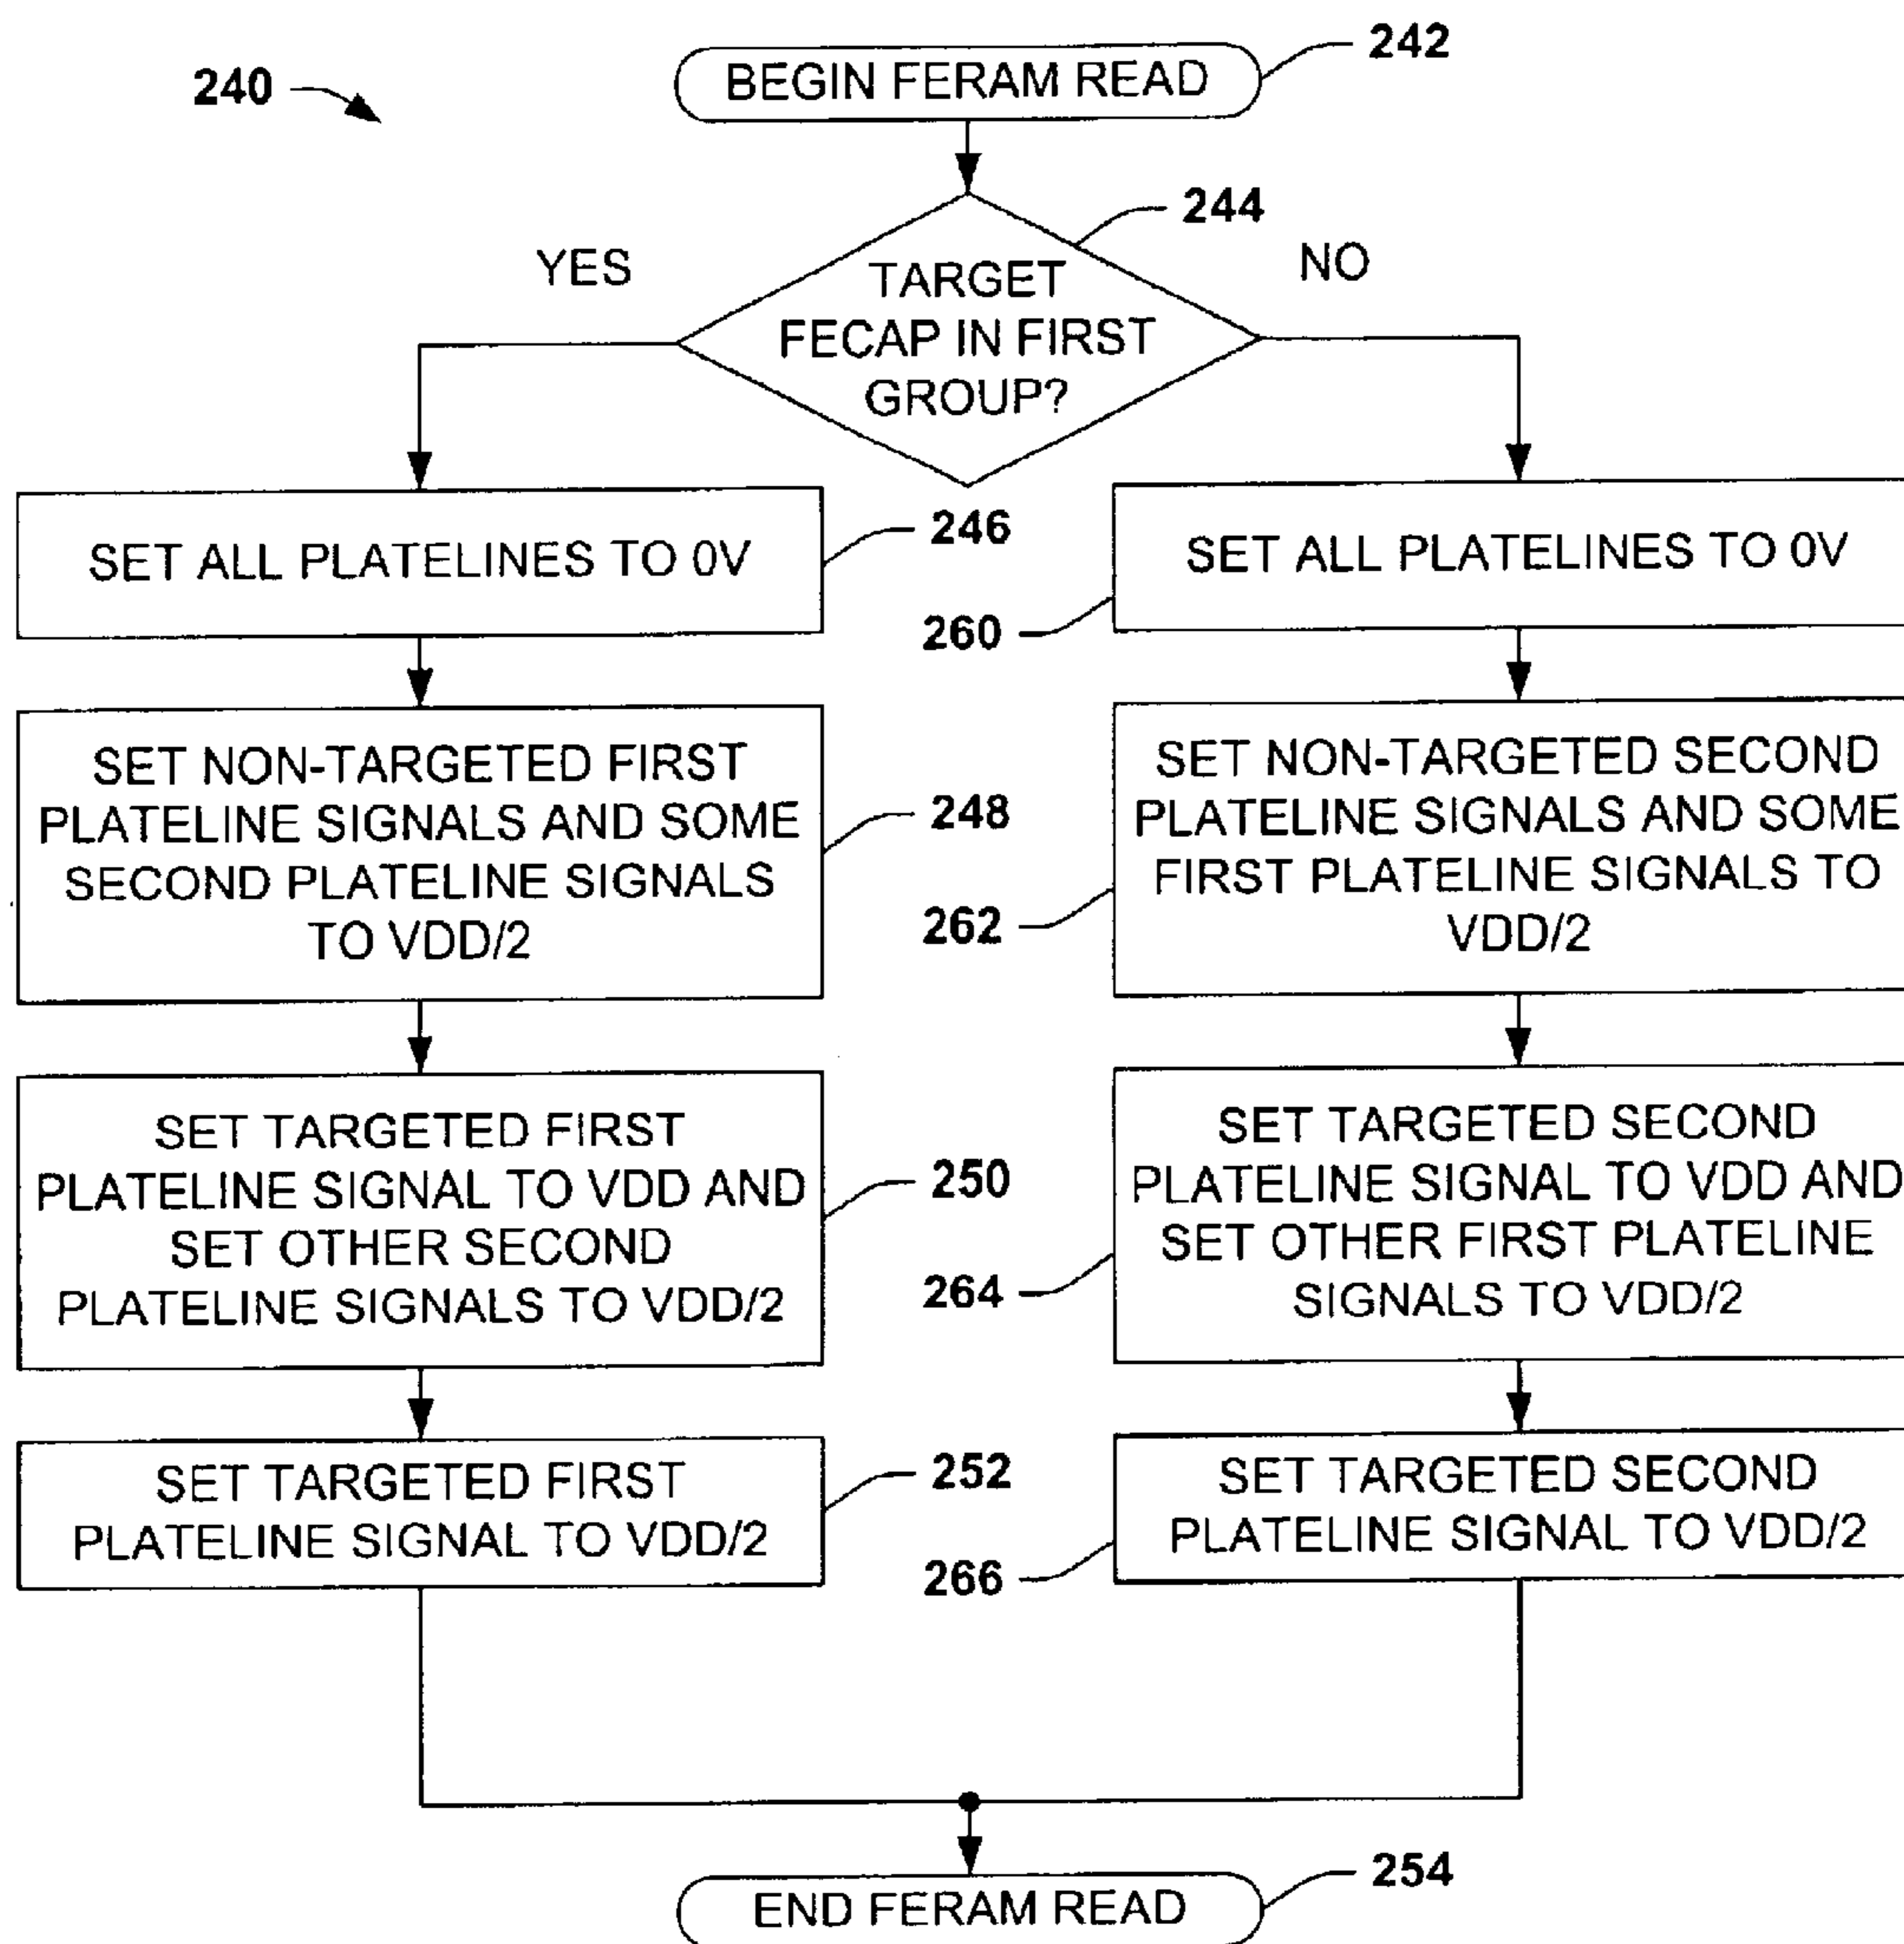 240
BEGIN FERAM READ
242
244
YES
NO
TARGET
FECAP IN FIRST
GROUP?
SET ALL PLATELINES TO 0V
246
SET NON-TARGETED FIRST
PLATELINE SIGNALS AND SOME
SECOND PLATELINE SIGNALS
TO VDD/2
248
SET TARGETED FIRST
PLATELINE SIGNAL TO VDD AND
SET OTHER SECOND
PLATELINE SIGNALS TO VDD/2
250
SET TARGETED FIRST
PLATELINE SIGNAL TO VDD/2
252
SET ALL PLATELINES TO 0V
260
SET NON-TARGETED SECOND
PLATELINE SIGNALS AND SOME
FIRST PLATELINE SIGNALS TO
VDD/2
262
SET TARGETED SECOND
PLATELINE SIGNAL TO VDD AND
SET OTHER FIRST PLATELINE
SIGNALS TO VDD/2
264
SET TARGETED SECOND
PLATELINE SIGNAL TO VDD/2
266
END FERAM READ
254